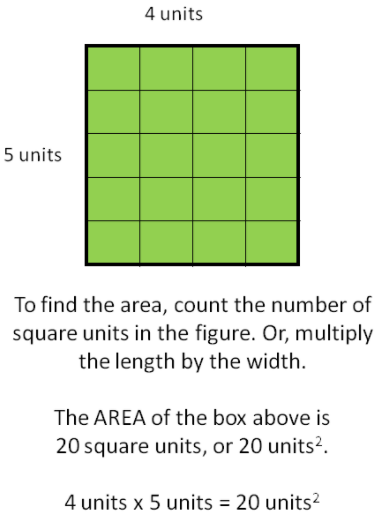 4 units
5 units
To find the area, count the number of
square units in the figure. Or, multiply
the length by the width.
The AREA of the box above is
20 square units, or 20 units².
4 units x 5 units = 20 units²